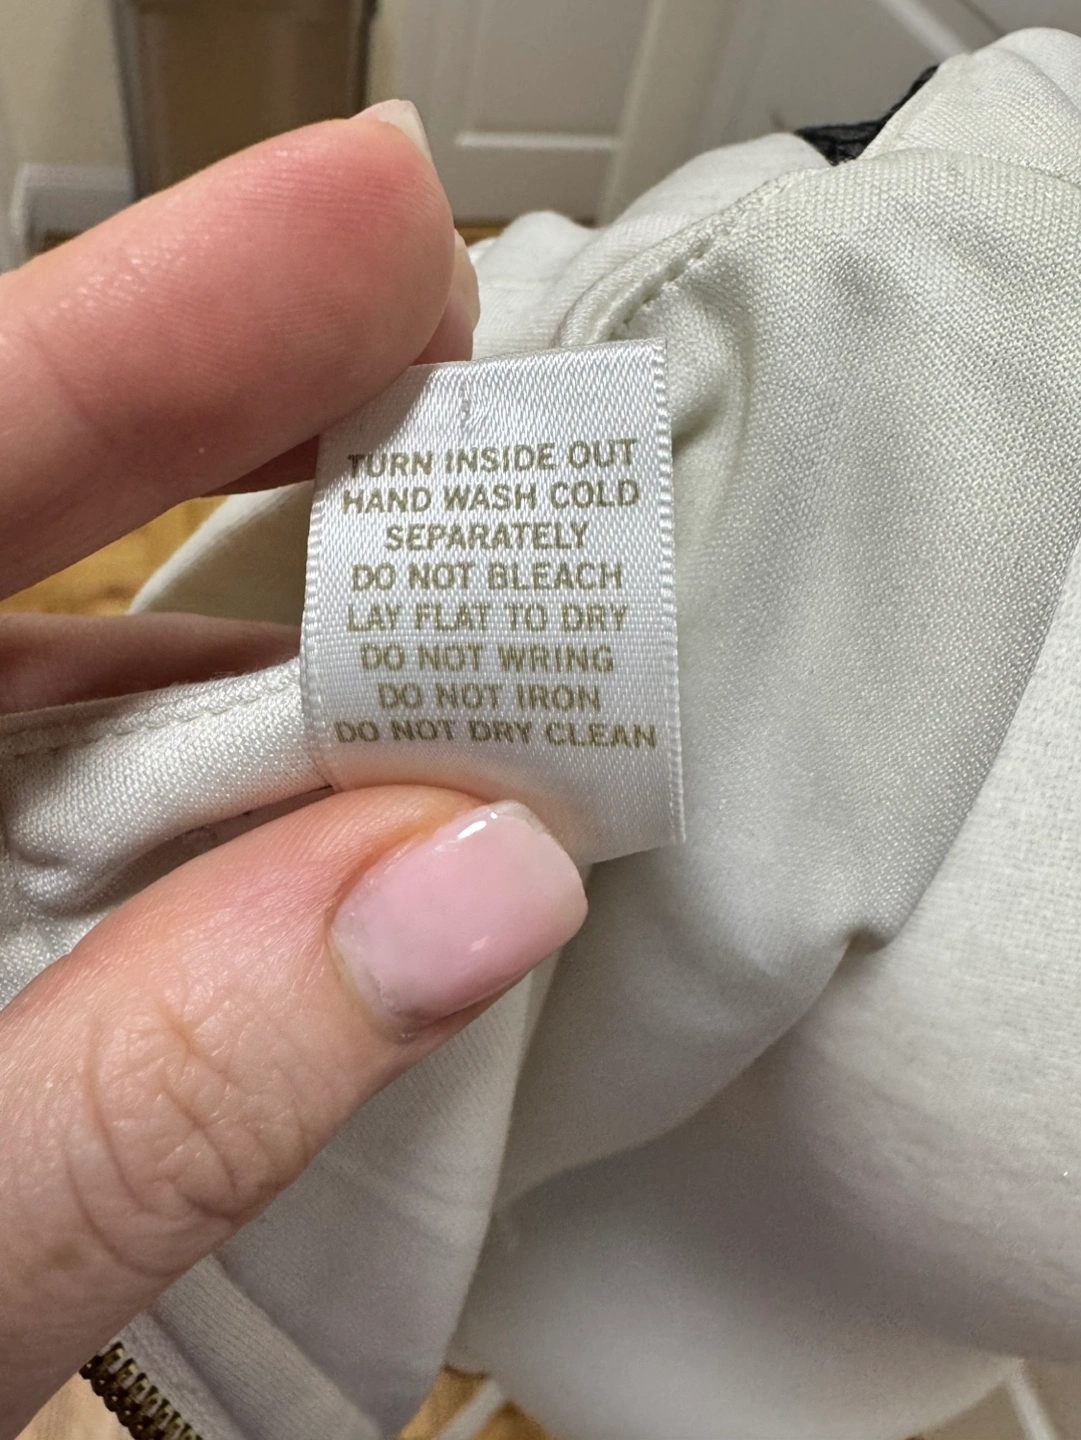 TURN INSIDE OUT
HAND WASH COLD
SEPARATELY
DO NOT BLEACH
LAY FLAT TO DRY
DO NOT WRING
DO NOT IRON
DO NOT DRY CLEAN